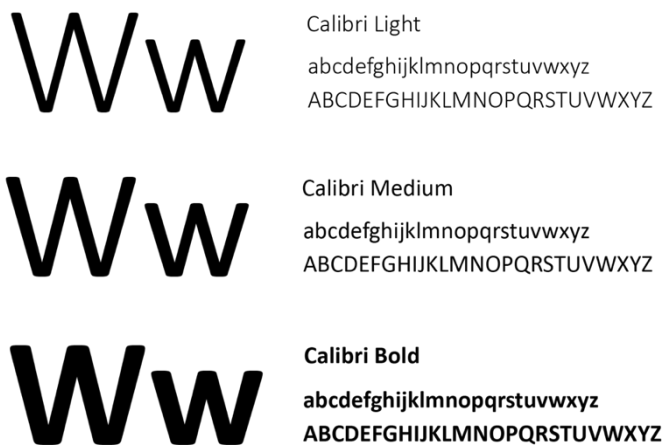 Ww
Calibri Light
abcdefghijklmnopqrstuvwxyz
ABCDEFGHIJKLMNOPQRSTUVWXYZ
Ww
Calibri Medium
abcdefghijklmnopqrstuvwxyz
ABCDEFGHIJKLMNOPQRSTUVWXYZ
Ww
Calibri Bold
abcdefghijklmnopqrstuvwxyz
ABCDEFGHIJKLMNOPQRSTUVWXYZ